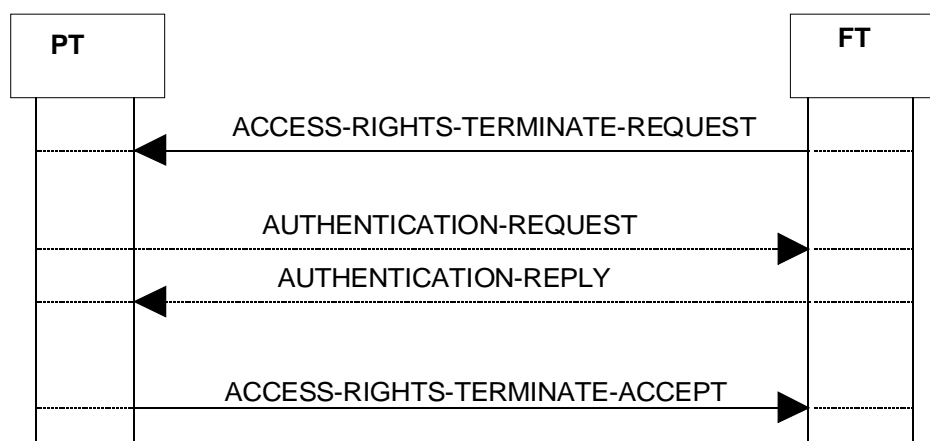 PT
FT
ACCESS-RIGHTS-TERMINATE-REQUEST
AUTHENTICATION-REQUEST
AUTHENTICATION-REPLY
ACCESS-RIGHTS-TERMINATE-ACCEPT